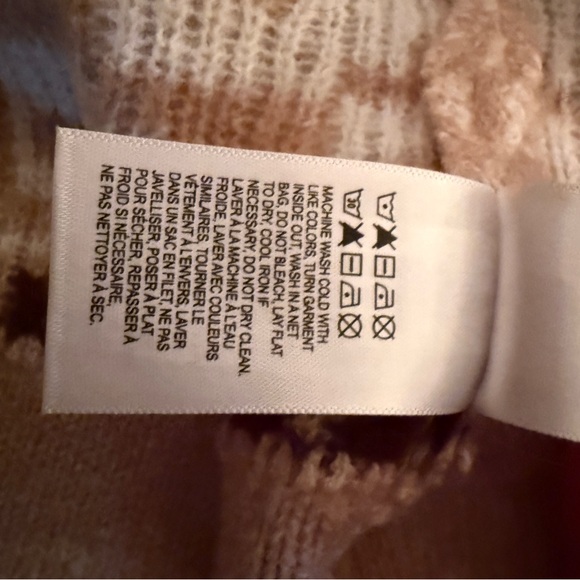 30
MACHINE WASH COLD WITH
LIKE COLORS, TURN GARMENT
INSIDE OUT. WASH IN A NET
BAG, DO NOT BLEACH, LAY FLAT
TO DRY, COOL IRON IF
NECESSARY, DO NOT DRY CLEAN.
LAVER À LA MACHINE À L'EAU
FROIDE, LAVER AVEC COULEURS
SIMILAIRES, TOURNER LE
VÊTEMENT À L'ENVERS, LAVER
DANS UN SAC EN FILET, NE PAS
JAVELLISER, POSER À PLAT
POUR SÉCHER, REPASSER À
FROID SI NÉCESSAIRE,
NE PAS NETTOYER À SEC.